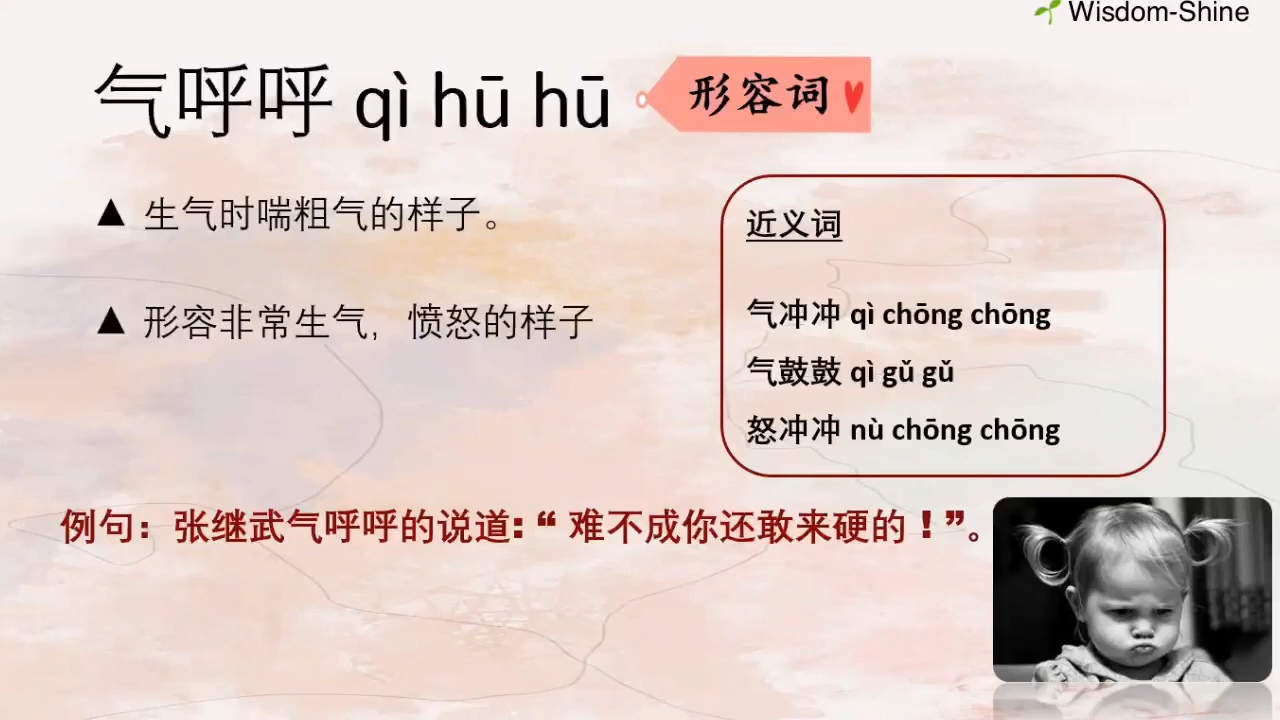 Wisdom-Shine
气呼呼 qì hū hū
形容词
▲ 生气时喘粗气的样子。
▲ 形容非常生气，愤怒的样子
近义词
气冲冲 qì chōng chōng
气鼓鼓 qì gǔ gǔ
怒冲冲 nù chōng chōng
例句：张继武气呼呼的说道:“ 难不成你还敢来硬的！”。